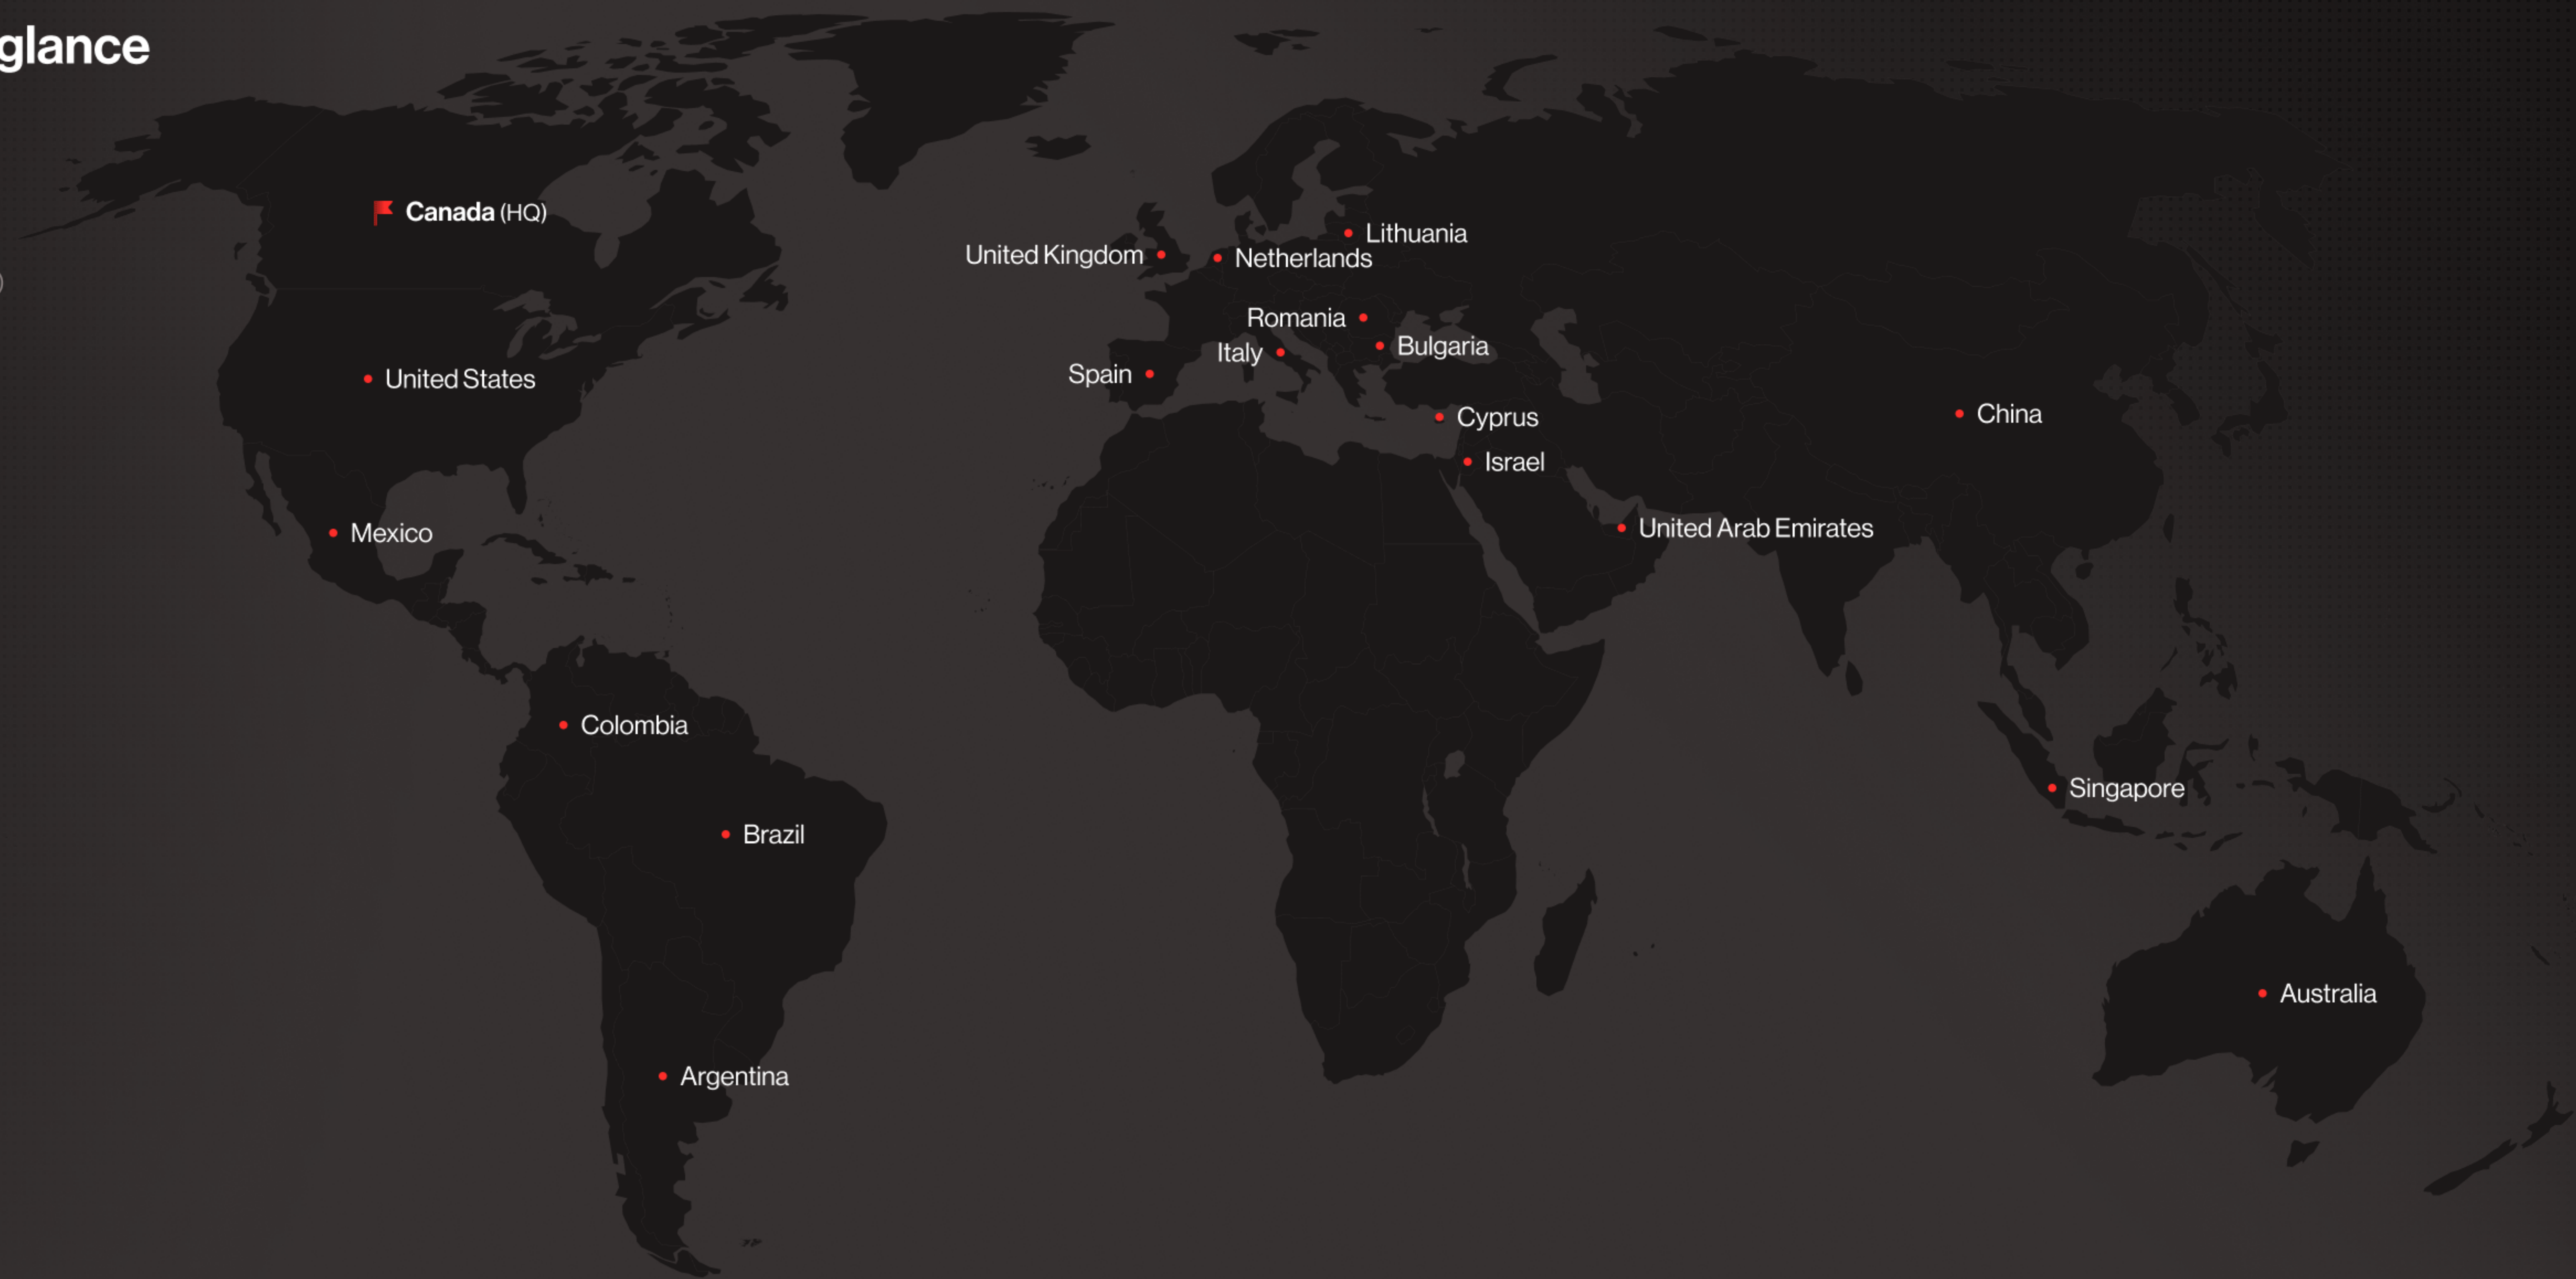 glance
Canada (HQ)
Lithuania
United Kingdom
Netherlands
Romania
Bulgaria
Italy
Spain
United States
Cyprus
China
Israel
United Arab Emirates
Mexico
Colombia
Singapore
Brazil
Australia
Argentina